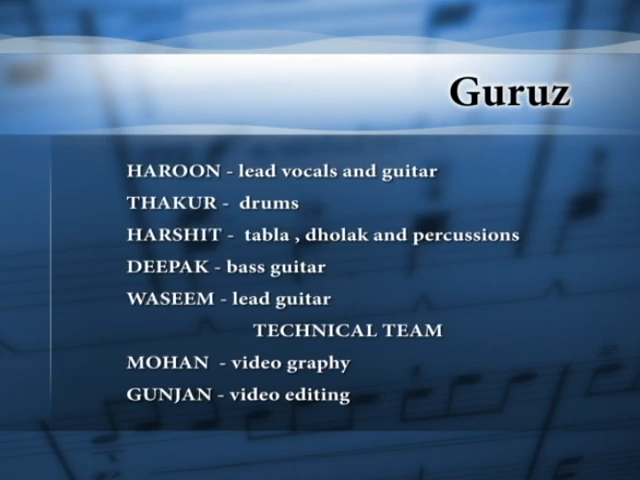 Guruz
HAROON - lead vocals and guitar
THAKUR -  drums
HARSHIT -  tabla , dholak and percussions
DEEPAK - bass guitar
WASEEM - lead guitar
TECHNICAL TEAM
MOHAN  - video graphy
GUNJAN - video editing